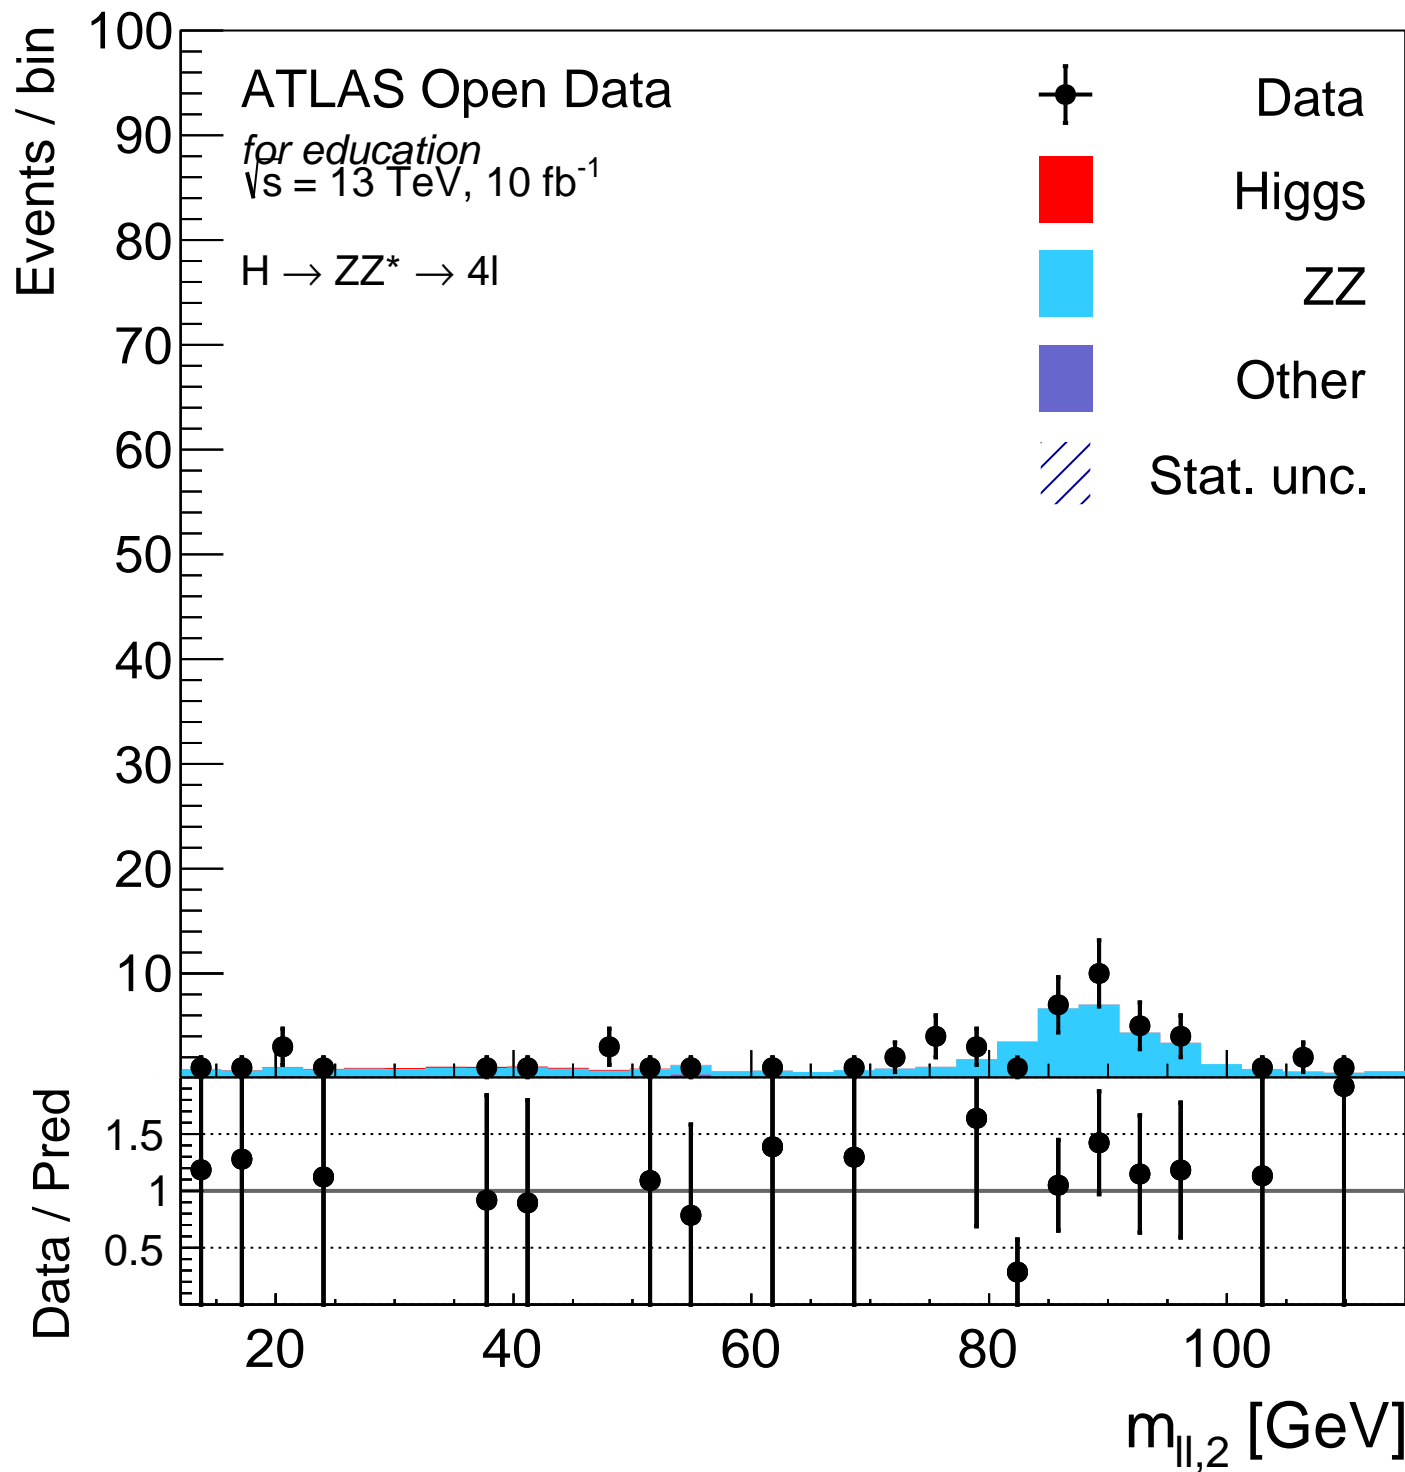 Events / bin
100
90
80
70
60
50
40
30
20
10
ATLAS Open Data
for education
√s = 13 TeV, 10 fb⁻¹
H → ZZ* → 4l
Data
Higgs
ZZ
Other
Stat. unc.
Data / Pred
1.5
1
0.5
20 40 60 80 100
m_ll,2 [GeV]